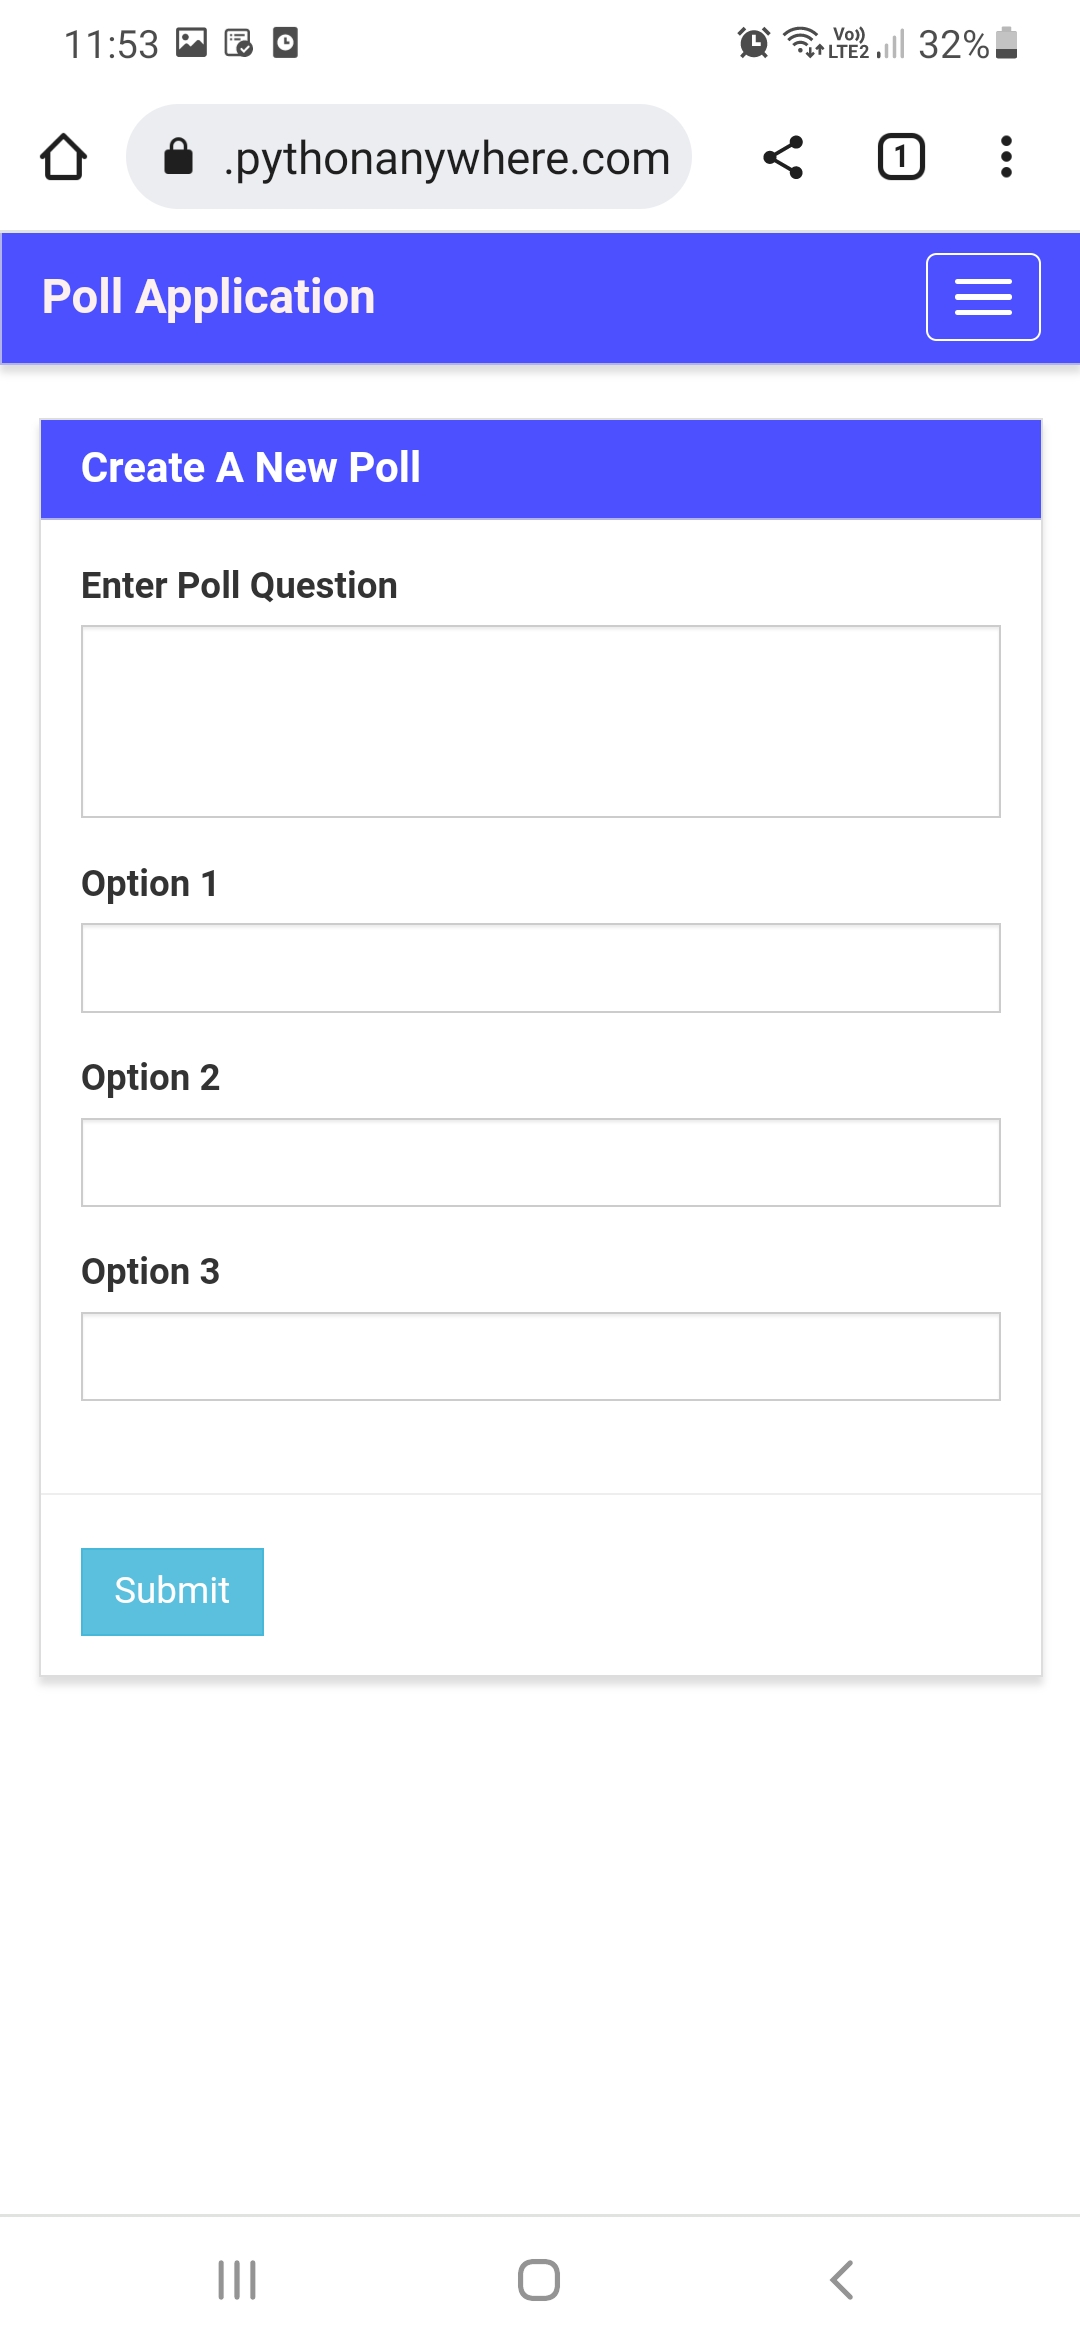 11:53 Vo)) LTE2 32%
.pythonanywhere.com 1
Poll Application
Create A New Poll
Enter Poll Question
Option 1
Option 2
Option 3
Submit